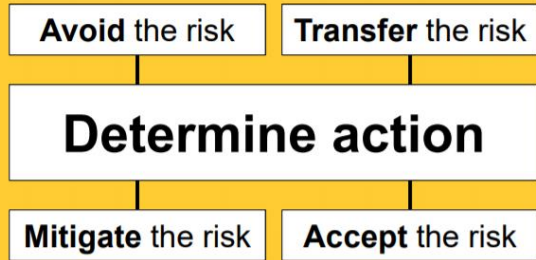 Avoid the risk
Transfer the risk
Determine action
Mitigate the risk
Accept the risk